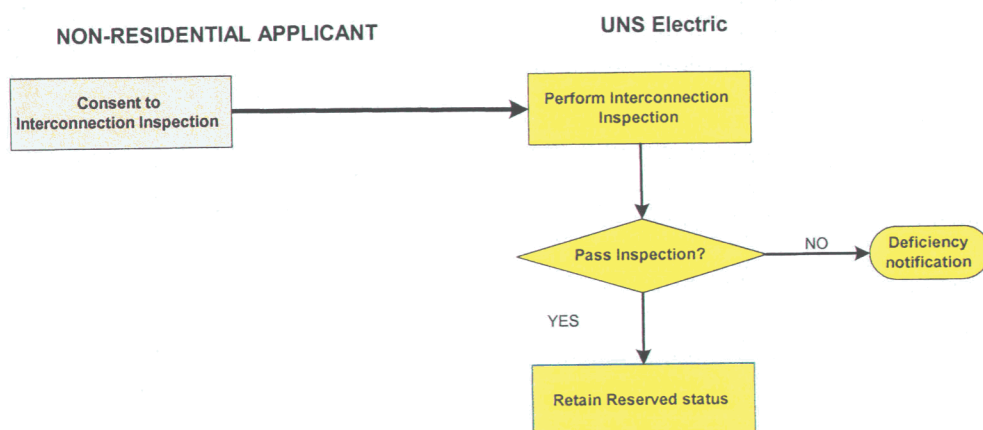 NON-RESIDENTIAL APPLICANT
UNS Electric
Consent to
Interconnection Inspection
Perform Interconnection
Inspection
Pass Inspection?
NO
Deficiency
notification
YES
Retain Reserved status